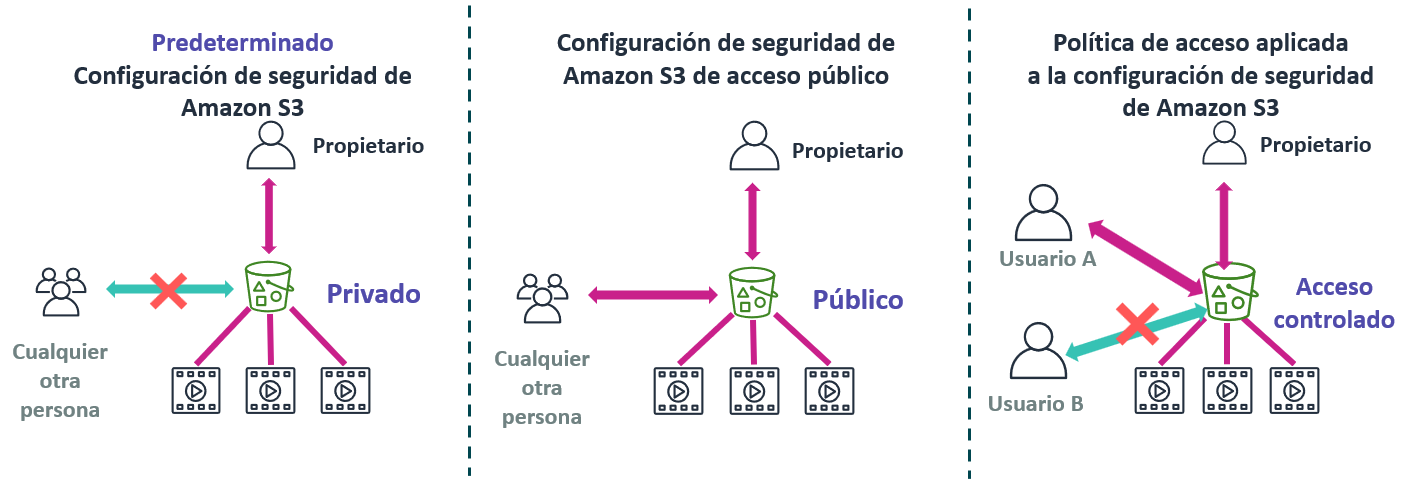 Predeterminado
Configuración de seguridad de
Amazon S3
Propietario
Privado
Cualquier
otra
persona
Configuración de seguridad de
Amazon S3 de acceso público
Propietario
Público
Cualquier
otra
persona
Política de acceso aplicada
a la configuración de seguridad
de Amazon S3
Propietario
Usuario A
Acceso
controlado
Usuario B